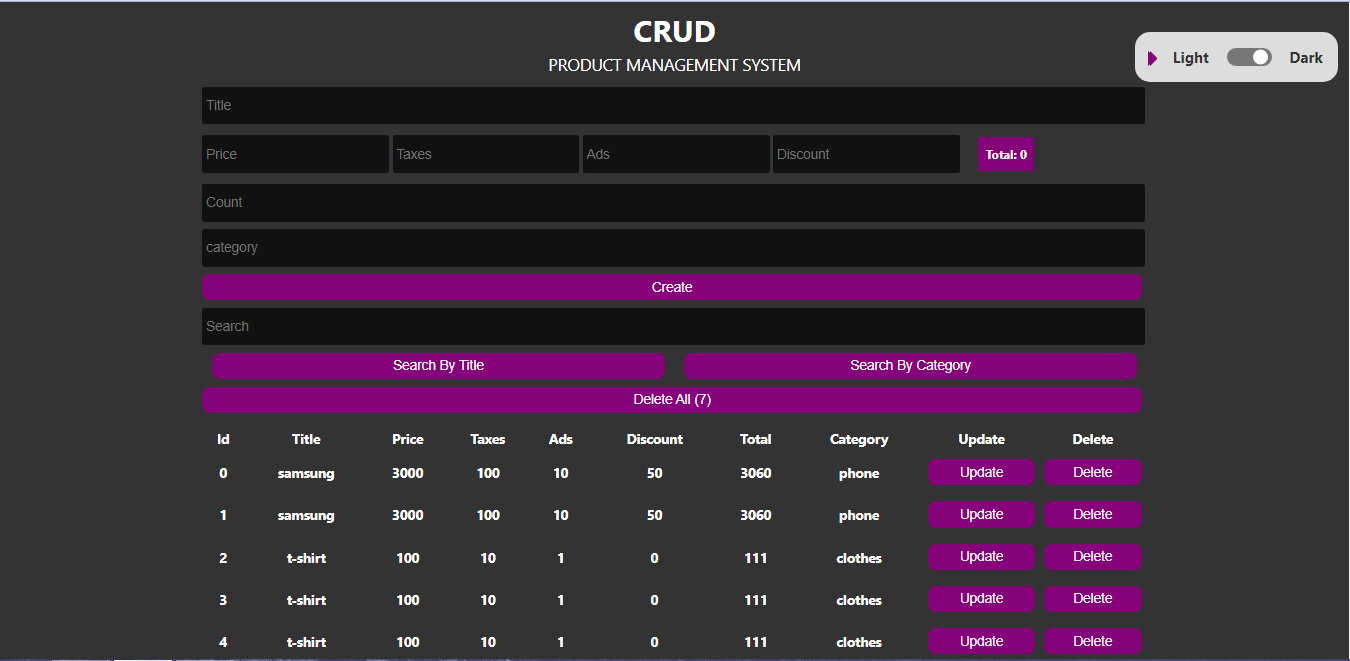 CRUD
PRODUCT MANAGEMENT SYSTEM
Light Dark
Title
Price Taxes Ads Discount Total: 0
Count
category
Create
Search
Search By Title Search By Category
Delete All (7)
Id Title Price Taxes Ads Discount Total Category Update Delete
0 samsung 3000 100 10 50 3060 phone Update Delete
1 samsung 3000 100 10 50 3060 phone Update Delete
2 t-shirt 100 10 1 0 111 clothes Update Delete
3 t-shirt 100 10 1 0 111 clothes Update Delete
4 t-shirt 100 10 1 0 111 clothes Update Delete